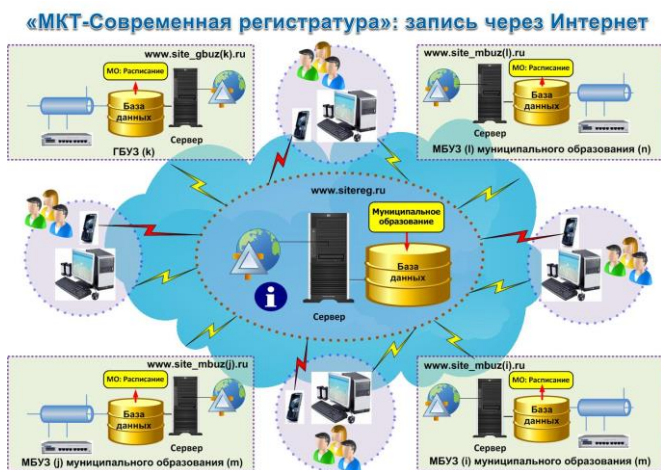 «МКТ-Современная регистратура»: запись через Интернет
www.site_gbuz(k).ru
МО: Расписание
База
данных
Сервер
ГБУЗ (k)
www.site_mbuz(l).ru
МО: Расписание
База
данных
Сервер
МБУЗ (l) муниципального образования (n)
www.sitereg.ru
Муниципальное
образование
База
данных
Сервер
www.site_mbuz(j).ru
МО: Расписание
База
данных
Сервер
МБУЗ (j) муниципального образования (m)
www.site_mbuz(i).ru
МО: Расписание
База
данных
Сервер
МБУЗ (i) муниципального образования (m)